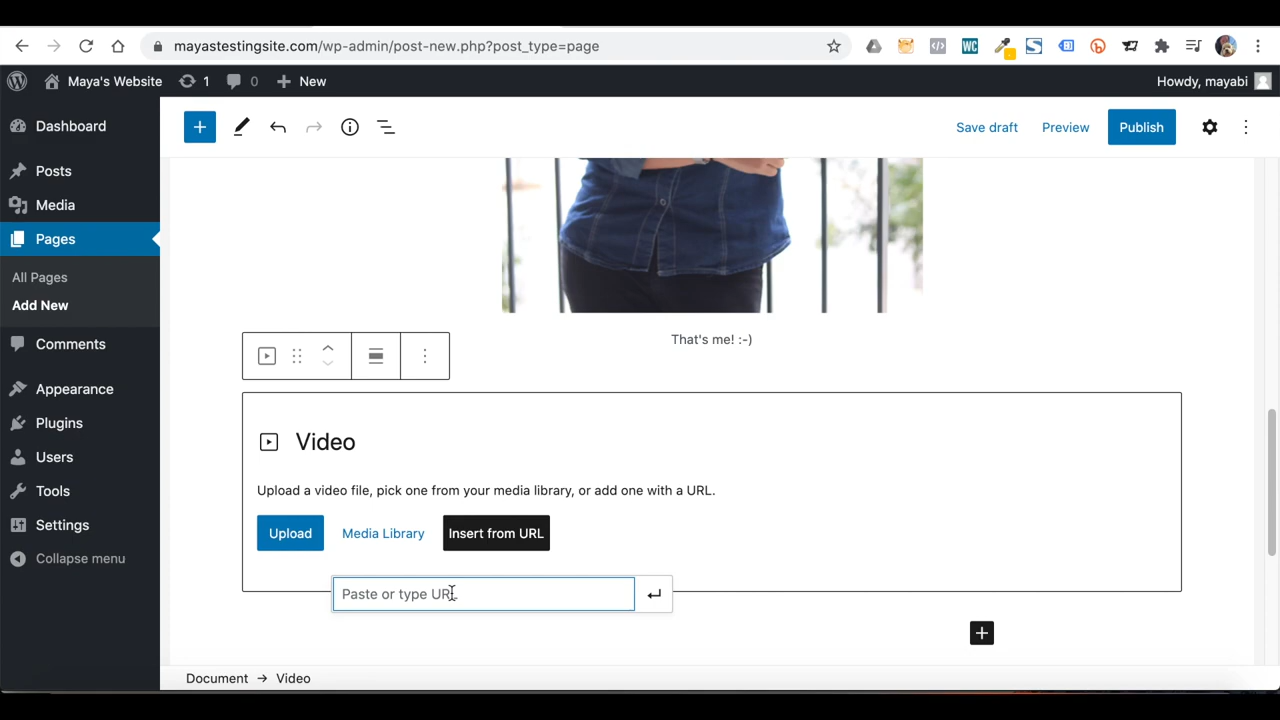 mayastestingsite.com/wp-admin/post-new.php?post_type=page
WC
S
Maya's Website 1 0 New
Howdy, mayabi
Dashboard
Posts
Media
Pages
All Pages
Add New
Comments
Appearance
Plugins
Users
Tools
Settings
Collapse menu
Save draft Preview Publish
That's me! :-)
Video
Upload a video file, pick one from your media library, or add one with a URL.
Upload Media Library Insert from URL
Paste or type URL
Document → Video